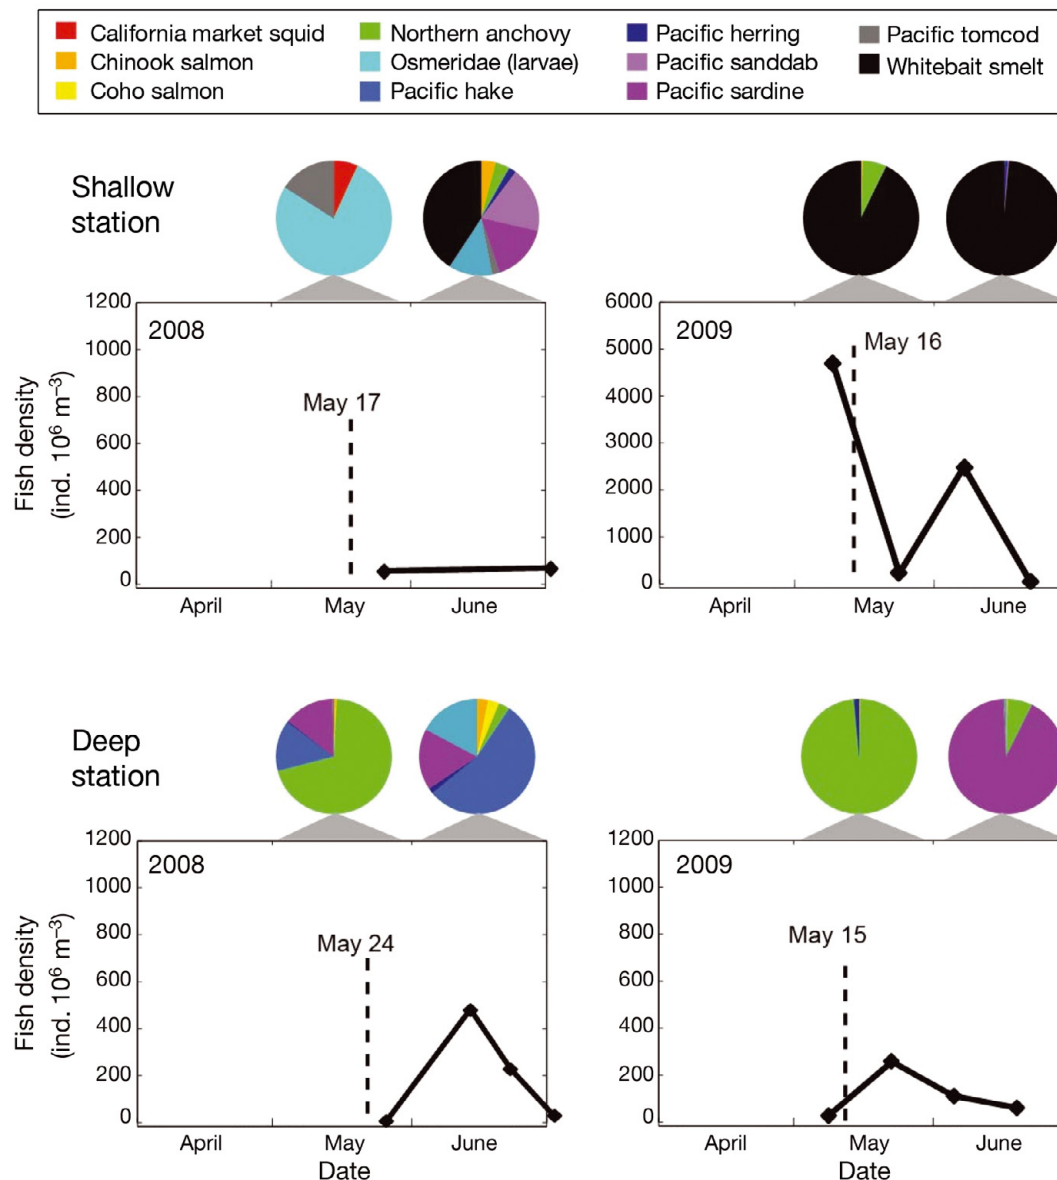 California market squid
Chinook salmon
Coho salmon
Northern anchovy
Osmeridae (larvae)
Pacific hake
Pacific herring
Pacific sanddab
Pacific sardine
Pacific tomcod
Whitebait smelt
Shallow
station
Fish density
(ind. 10⁶ m⁻³)
1200
1000
800
600
400
200
0
2008
May 17
April
May
June
6000
5000
4000
3000
2000
1000
0
2009
May 16
April
May
June
Deep
station
Fish density
(ind. 10⁶ m⁻³)
1200
1000
800
600
400
200
0
2008
May 24
April
May
June
Date
1200
1000
800
600
400
200
0
2009
May 15
April
May
June
Date